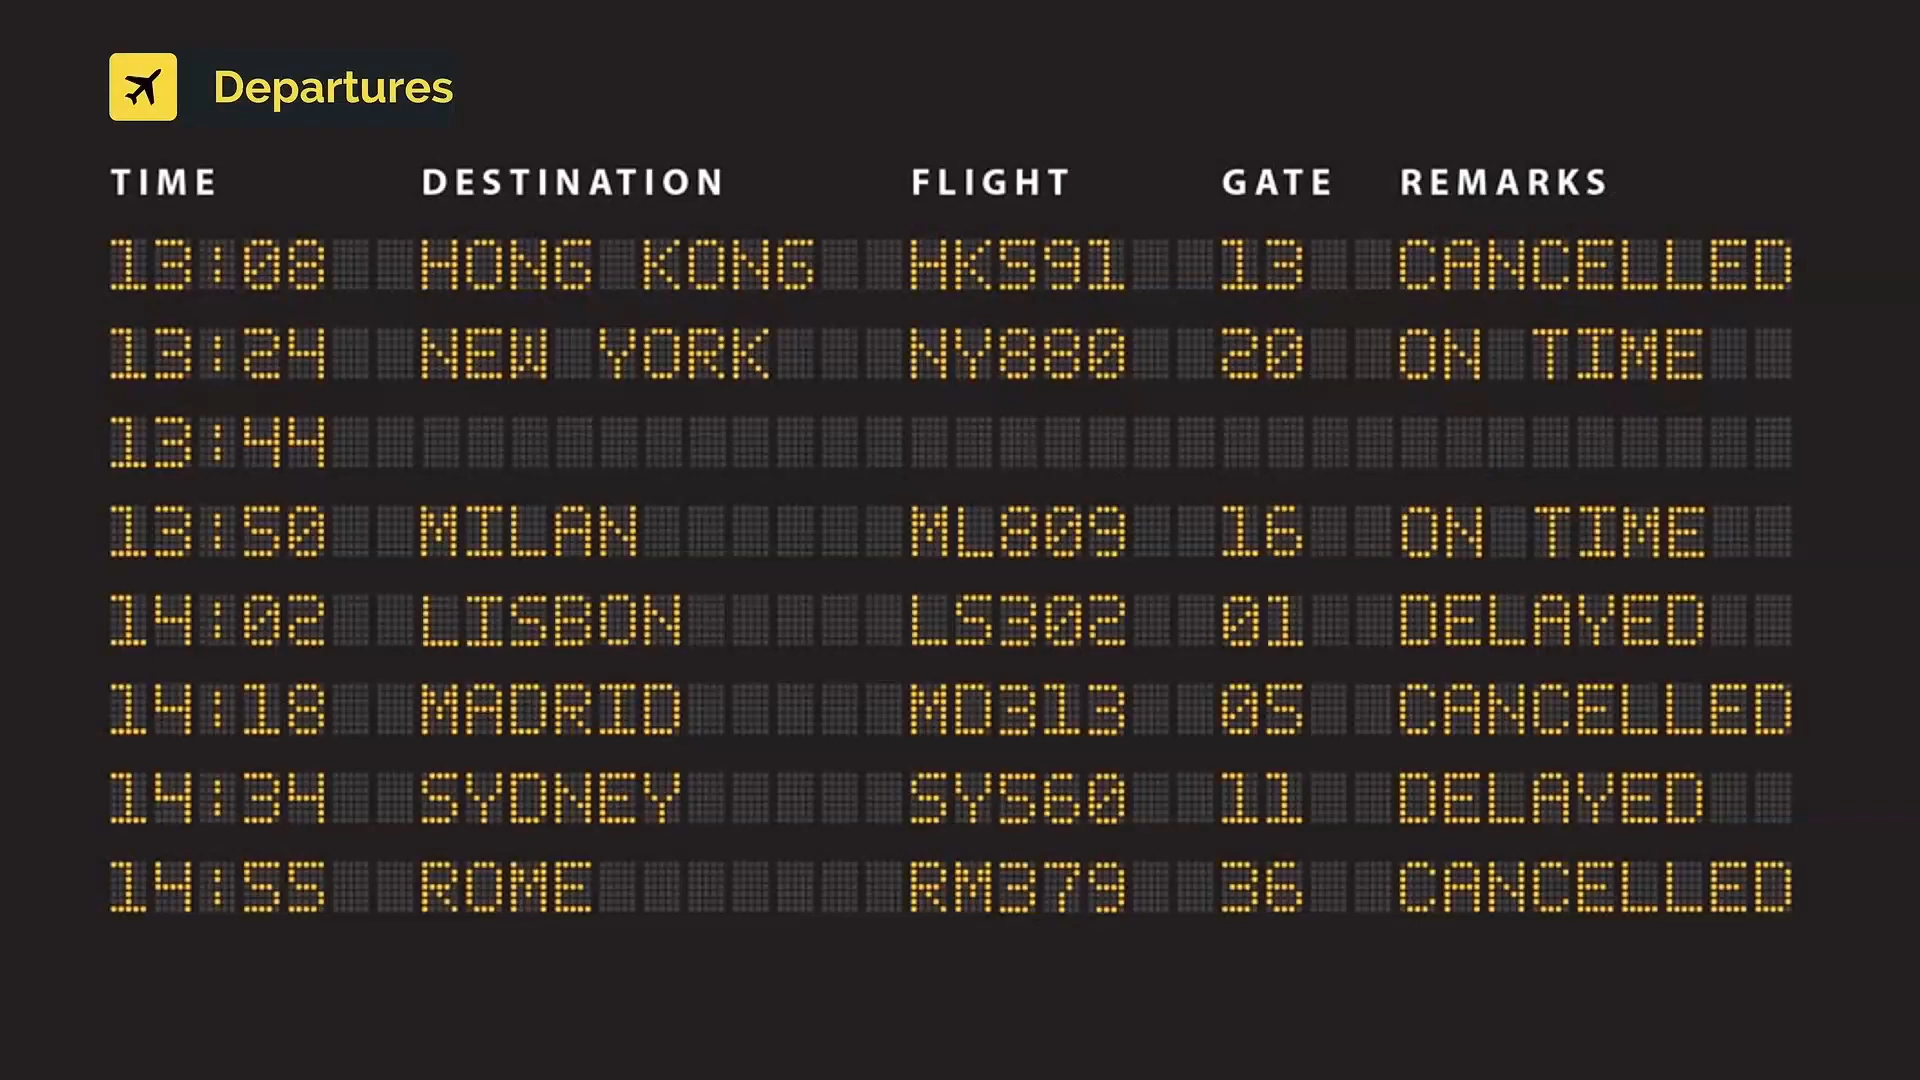 Departures
TIME DESTINATION FLIGHT GATE REMARKS
13:08 HONG KONG HK591 13 CANCELLED
13:24 NEW YORK NY880 20 ON TIME
13:44
13:50 MILAN ML809 16 ON TIME
14:02 LISBON LS302 01 DELAYED
14:18 MADRID MD313 05 CANCELLED
14:34 SYDNEY SY560 11 DELAYED
14:55 ROME RM379 36 CANCELLED